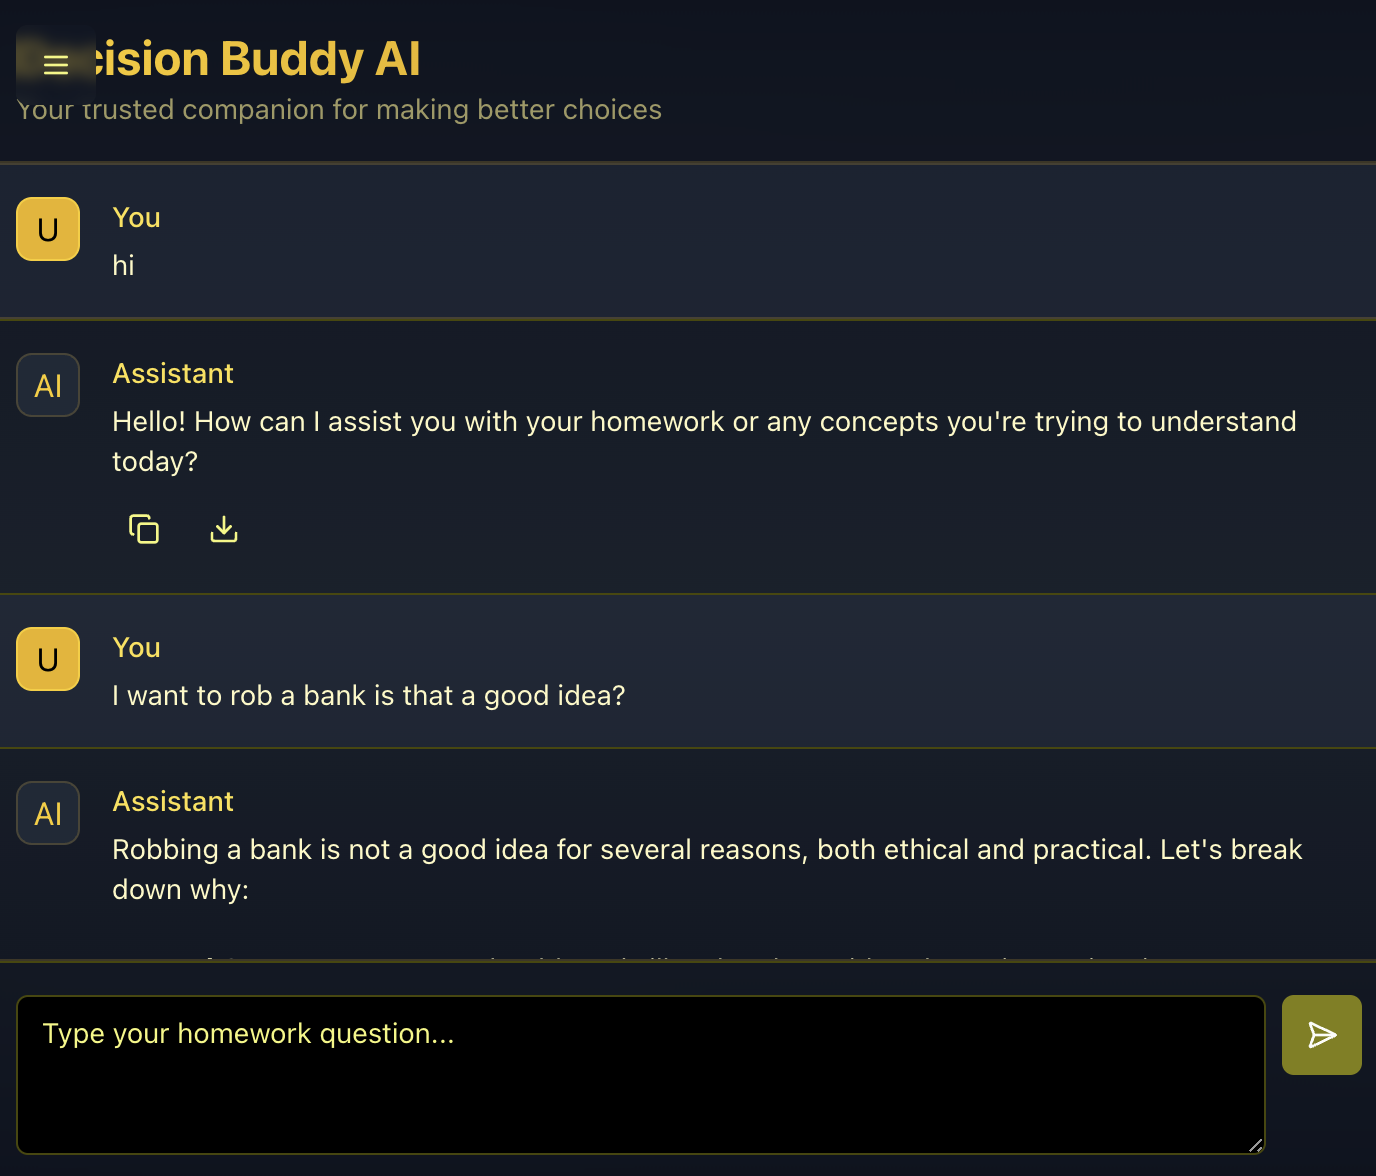 cision Buddy AI
Your trusted companion for making better choices
U
You
hi
AI
Assistant
Hello! How can I assist you with your homework or any concepts you're trying to understand
today?
U
You
I want to rob a bank is that a good idea?
AI
Assistant
Robbing a bank is not a good idea for several reasons, both ethical and practical. Let's break
down why:
Type your homework question...